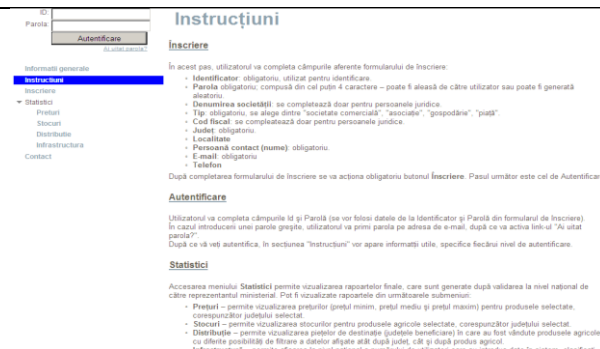 ID:
Parola:
Autentificare
Ai uitat parola?
Informatii generale
Instructiuni
Inscriere
Statistici
Preturi
Stocuri
Distributie
Infrastructura
Contact
Instrucțiuni
Înscriere
În acest pas, utilizatorul va completa câmpurile aferente formularului de înscriere:
• Identificator: obligatoriu, utilizat pentru identificare.
• Parola obligatoriu; compusă din cel puțin 4 caractere – poate fi aleasă de către utilizator sau poate fi generată
aleatoriu.
• Denumirea societății: se completează doar pentru persoanele juridice.
• Tip: obligatoriu, se alege dintre "societate comercială", "asociație", "gospodărie", "piață".
• Cod fiscal: se compleatează doar pentru persoanele juridice.
• Județ: obligatoriu.
• Localitate
• Persoană contact (nume): obligatoriu.
• E-mail: obligatoriu
• Telefon
După completarea formularului de înscriere se va acționa obligatoriu butonul Înscriere. Pasul următor este cel de Autentificar
Autentificare
Utilizatorul va completa câmpurile Id și Parolă (se vor folosi datele de la Identificator și Parolă din formularul de Înscriere).
În cazul introducerii unei parole greșite, utilizatorul va primi parola pe adresa de e-mail, după ce va activa link-ul "Ai uitat
parola?".
După ce vă veți autentifica, în secțiunea "Instrucțiuni" vor apare informații utile, specifice fiecărui nivel de autentificare.
Statistici
Accesarea meniului Statistici permite vizualizarea rapoartelor finale, care sunt generate după validarea la nivel național de
către reprezentantul ministerial. Pot fi vizualizate rapoartele din următoarele submeniuri:
• Prețuri – permite vizualizarea prețurilor (prețul minim, prețul mediu și prețul maxim) pentru produsele selectate,
corespunzător județului selectat.
• Stocuri – permite vizualizarea stocurilor pentru produsele agricole selectate, corespunzător județului selectat.
• Distribuție – permite vizualizarea piețelor de destinație (județele beneficiare) în care au fost vândute produsele agricole
cu diferite posibilități de filtrare a datelor afișate atât după județ, cât și după produs agricol.